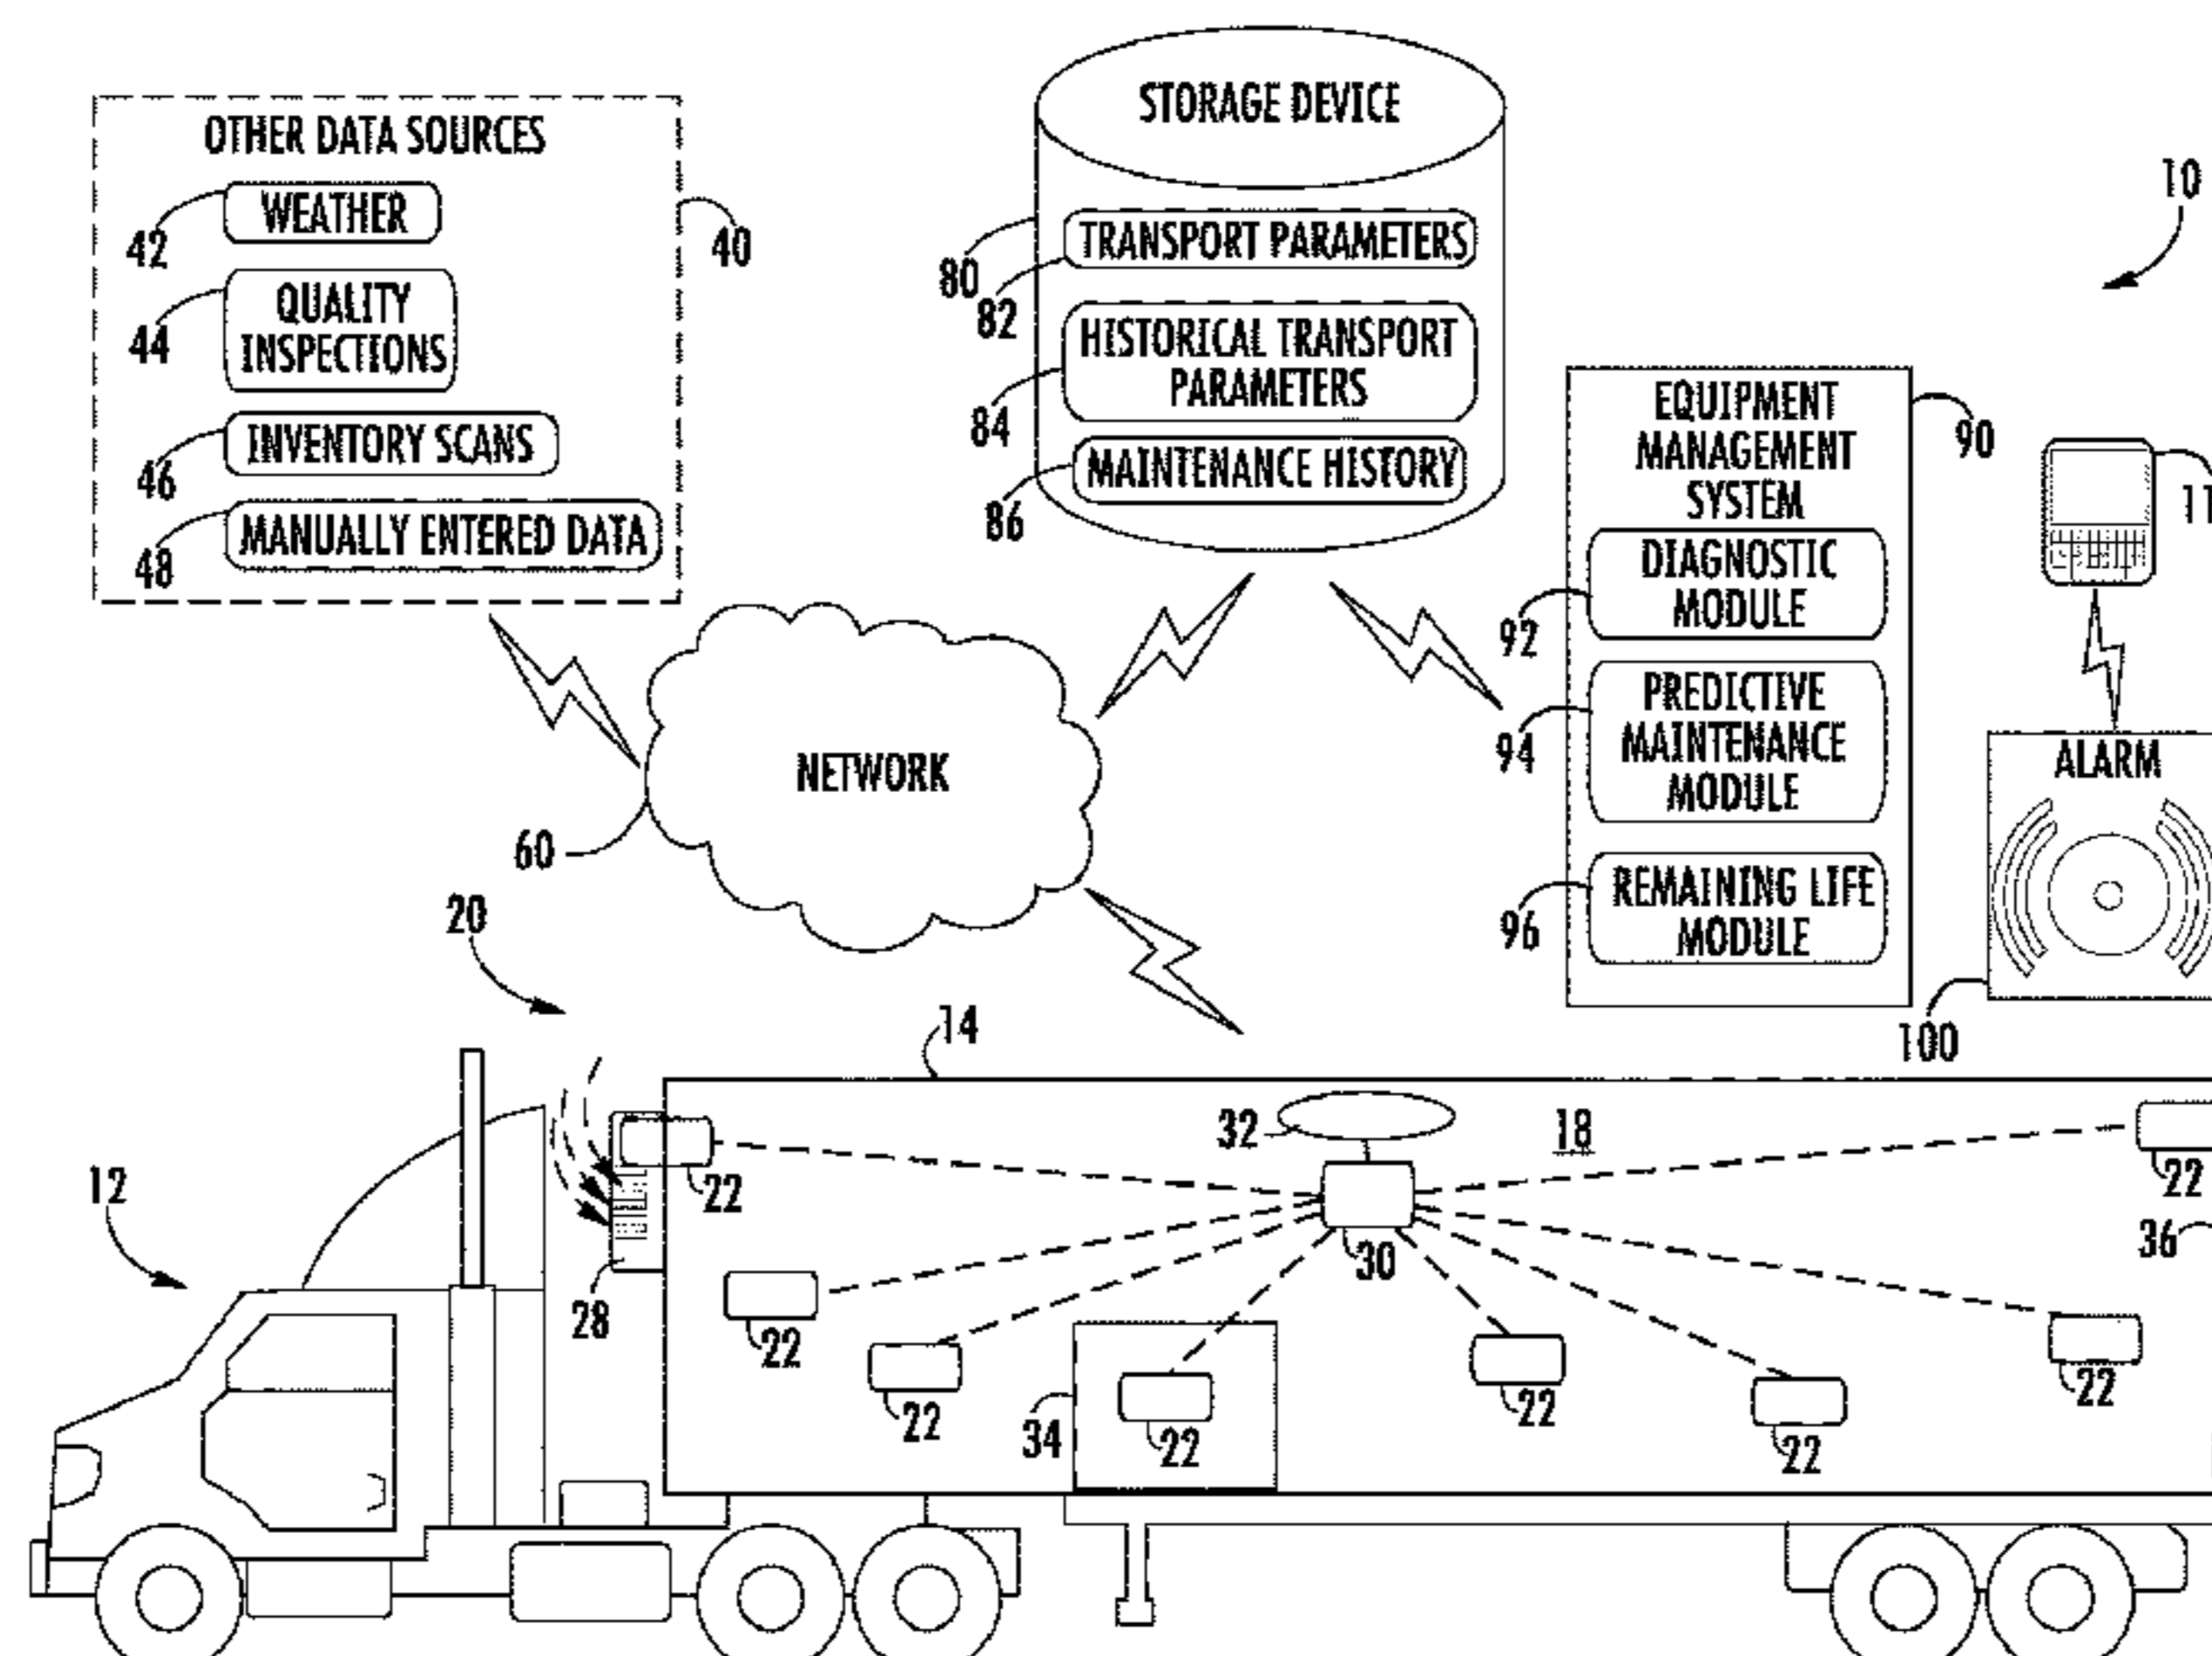 OTHER DATA SOURCES
WEATHER
42
40
QUALITY
INSPECTIONS
44
INVENTORY SCANS
46
MANUALLY ENTERED DATA
48
STORAGE DEVICE
TRANSPORT PARAMETERS
80
82
HISTORICAL TRANSPORT
PARAMETERS
84
MAINTENANCE HISTORY
86
10
EQUIPMENT
MANAGEMENT
SYSTEM
90
DIAGNOSTIC
MODULE
92
PREDICTIVE
MAINTENANCE
MODULE
94
REMAINING LIFE
MODULE
96
ALARM
100
NETWORK
60
20
14
12
32
18
22
22
30
36
28
22
22
34
22
22
22
22